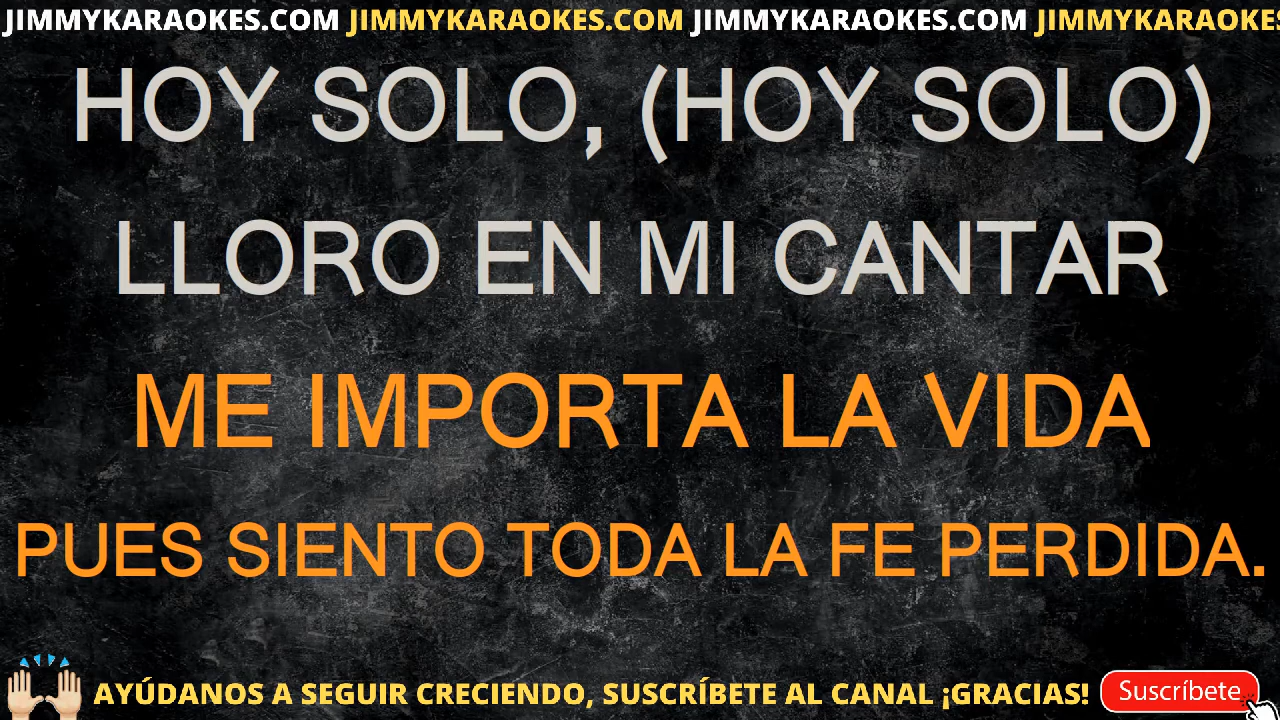 JIMMYKARAOKES.COM JIMMYKARAOKES.COM JIMMYKARAOKES.COM JIMMYKARAOKES
HOY SOLO, (HOY SOLO)
LLORO EN MI CANTAR
ME IMPORTA LA VIDA
PUES SIENTO TODA LA FE PERDIDA.
AYÚDANOS A SEGUIR CRECIENDO, SUSCRÍBETE AL CANAL ¡GRACIAS! Suscríbete